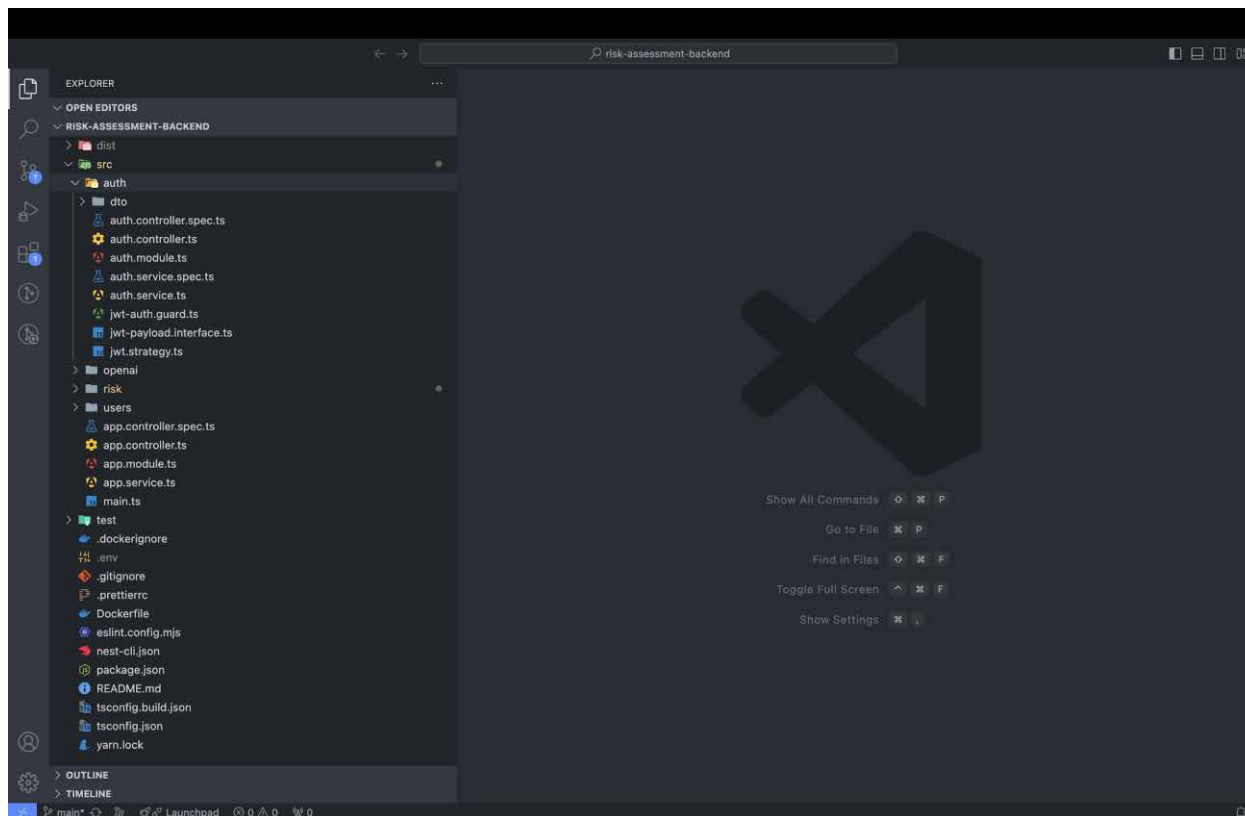 risk-assessment-backend
EXPLORER
OPEN EDITORS
RISK-ASSESSMENT-BACKEND
dist
src
auth
dto
auth.controller.spec.ts
auth.controller.ts
auth.module.ts
auth.service.spec.ts
auth.service.ts
jwt-auth.guard.ts
jwt-payload.interface.ts
jwt.strategy.ts
openai
risk
users
app.controller.spec.ts
app.controller.ts
app.module.ts
app.service.ts
main.ts
test
.dockerignore
.env
.gitignore
.prettierrc
Dockerfile
eslint.config.mjs
nest-cli.json
package.json
README.md
tsconfig.build.json
tsconfig.json
yarn.lock
OUTLINE
TIMELINE
1
1
Show All Commands ⇧ ⌘ P
Go to File ⌘ P
Find in Files ⇧ ⌘ F
Toggle Full Screen ^ ⌘ F
Show Settings ⌘ ,
main* Launchpad 0 0 0